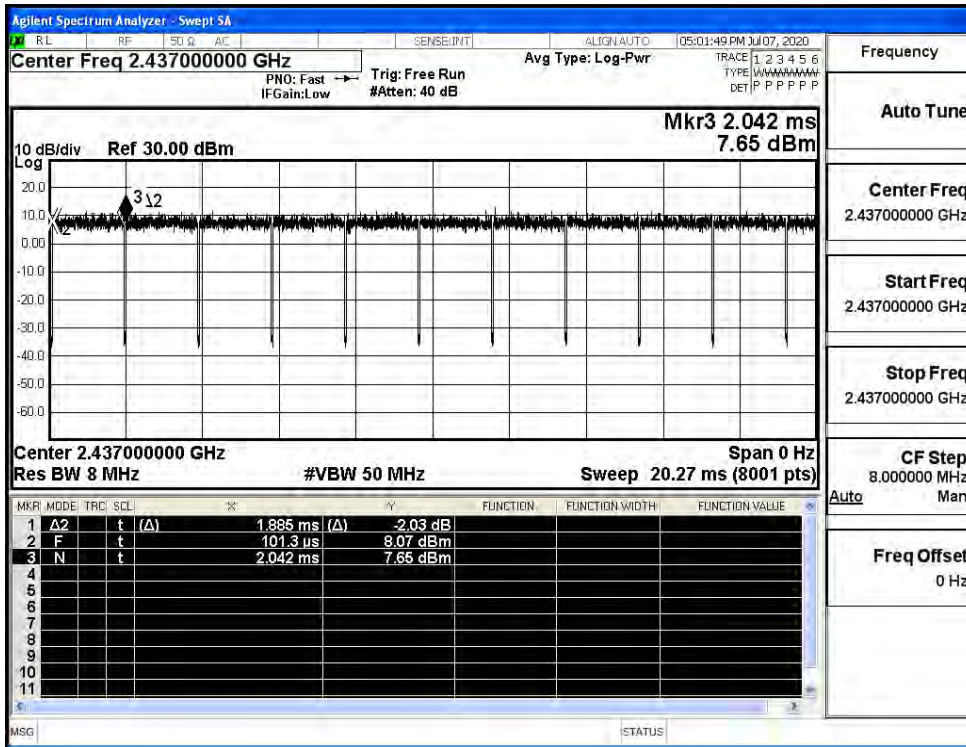 Agilent Spectrum Analyzer - Swept SA
LXI RL RF 50 Ω AC SENSE:INT ALIGN AUTO 05:01:49 PM Jul 07, 2020
Center Freq 2.437000000 GHz
PNO: Fast
IFGain:Low
Trig: Free Run
#Atten: 40 dB
Avg Type: Log-Pwr
TRACE 1 2 3 4 5 6
TYPE WWWWWW
DET P P P P P P
Mkr3 2.042 ms
7.65 dBm
10 dB/div
Log
Ref 30.00 dBm
20.0
10.0
0.00
-10.0
-20.0
-30.0
-40.0
-50.0
-60.0
3 1Δ2
2
Center 2.437000000 GHz
Span 0 Hz
Res BW 8 MHz
#VBW 50 MHz
Sweep 20.27 ms (8001 pts)
MKR MODE TRC SCL X Y FUNCTION FUNCTION WIDTH FUNCTION VALUE
1 Δ2 t (Δ) 1.885 ms (Δ) -2.03 dB
2 F t 101.3 µs 8.07 dBm
3 N t 2.042 ms 7.65 dBm
4
5
6
7
8
9
10
11
MSG
STATUS
Frequency
Auto Tune
Center Freq
2.437000000 GHz
Start Freq
2.437000000 GHz
Stop Freq
2.437000000 GHz
CF Step
8.000000 MHz
Auto Man
Freq Offset
0 Hz